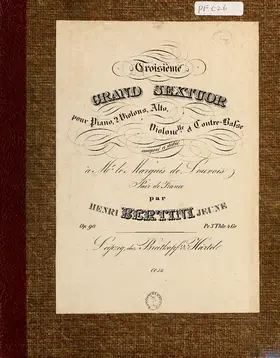 PF 626
Troisième
GRAND SEXTUOR
pour Piano, 2 Violons, Alto,
Violoncelle & Contre-Basse
composé et dédié
à Mr. le Marquis de Louvois
Pair de France
par
HENRI BERTINI JEUNE
Op. 90. Pr. 3 Thlr. 4 Gr.
Leipzig, chez Breitkopf & Härtel.